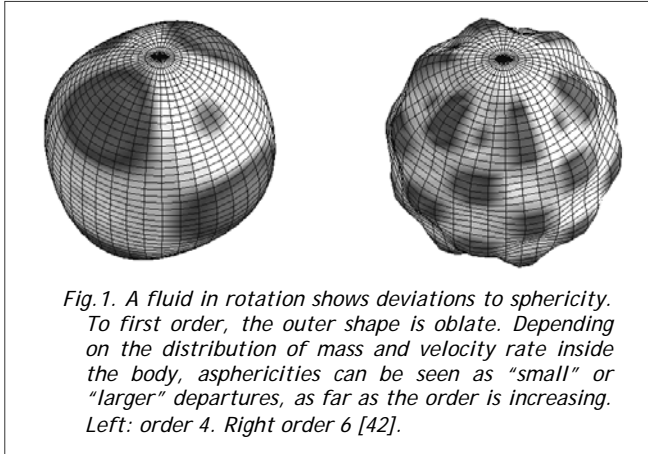 Fig.1. A fluid in rotation shows deviations to sphericity.
To first order, the outer shape is oblate. Depending
on the distribution of mass and velocity rate inside
the body, asphericities can be seen as “small” or
“larger” departures, as far as the order is increasing.
Left: order 4. Right order 6 [42].